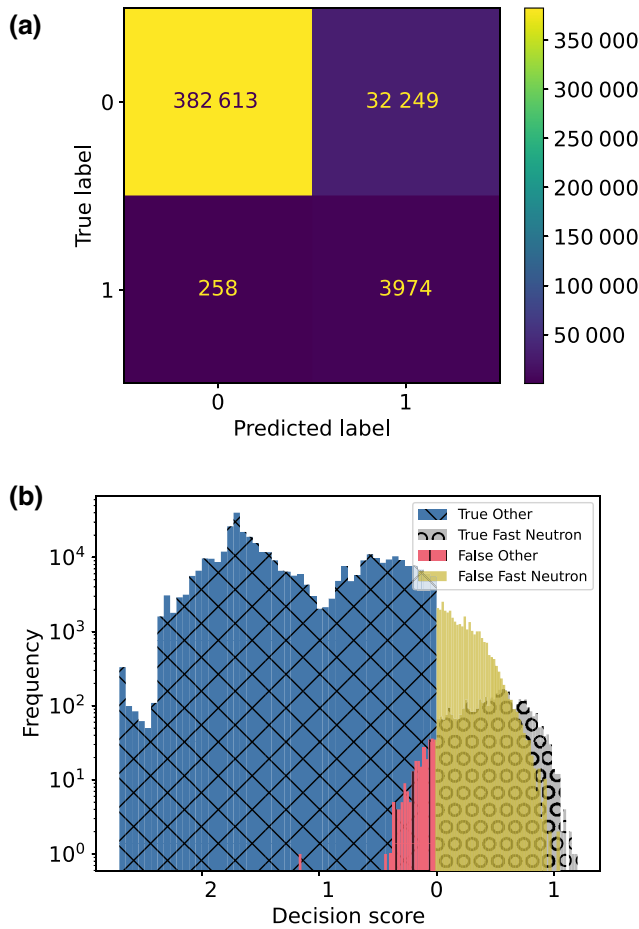 (a)
0
382 613
32 249
1
258
3974
0
1
True label
Predicted label
350 000
300 000
250 000
200 000
150 000
100 000
50 000
(b)
True Other
True Fast Neutron
False Other
False Fast Neutron
10⁴
10³
10²
10¹
10⁰
Frequency
2
1
0
1
Decision score